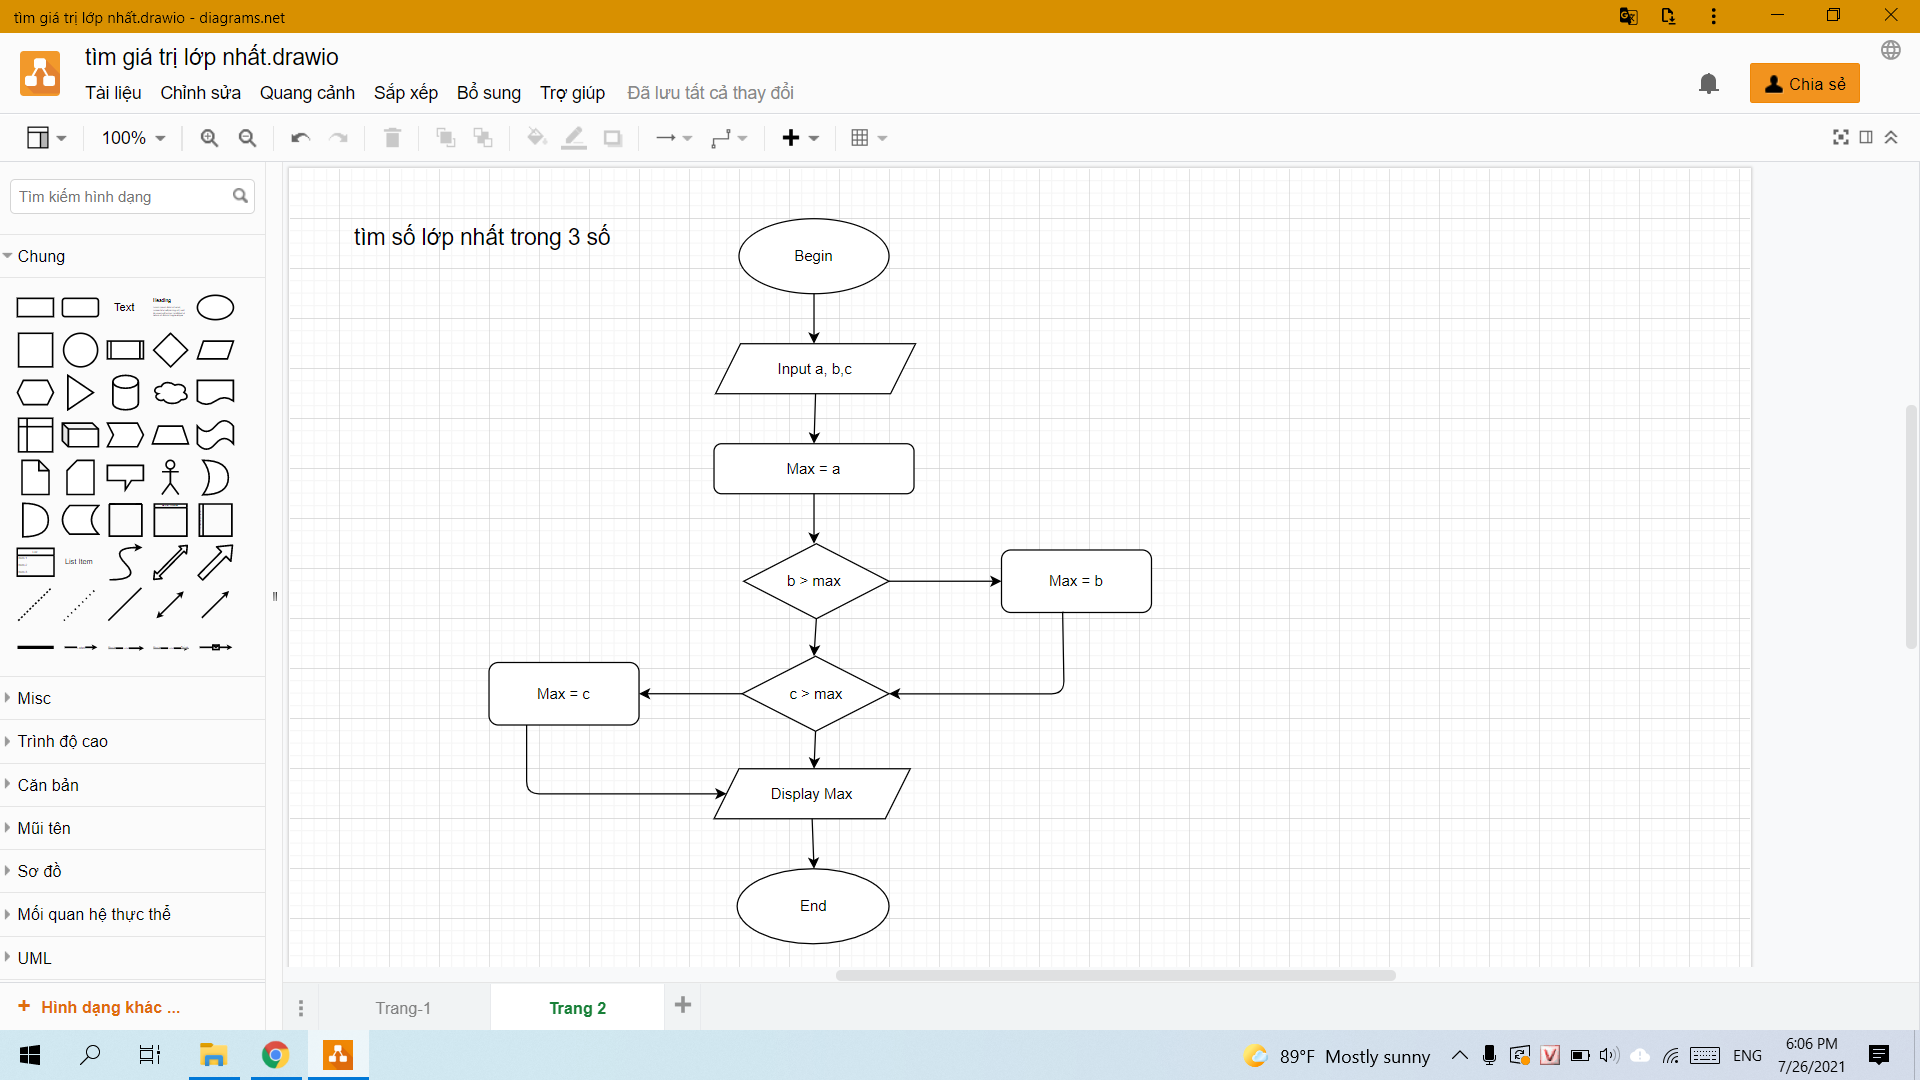 tìm giá trị lớp nhất.drawio - diagrams.net
tìm giá trị lớp nhất.drawio
Tài liệu Chỉnh sửa Quang cảnh Sắp xếp Bổ sung Trợ giúp Đã lưu tất cả thay đổi
Chia sẻ
100%
Tìm kiếm hình dạng
Chung
Text
Heading
List Item
Misc
Trình độ cao
Căn bản
Mũi tên
Sơ đồ
Mối quan hệ thực thể
UML
+ Hình dạng khác ...
tìm số lớp nhất trong 3 số
Begin
Input a, b,c
Max = a
b > max
Max = b
Max = c
c > max
Display Max
End
Trang-1
Trang 2
89°F Mostly sunny
ENG
6:06 PM
7/26/2021